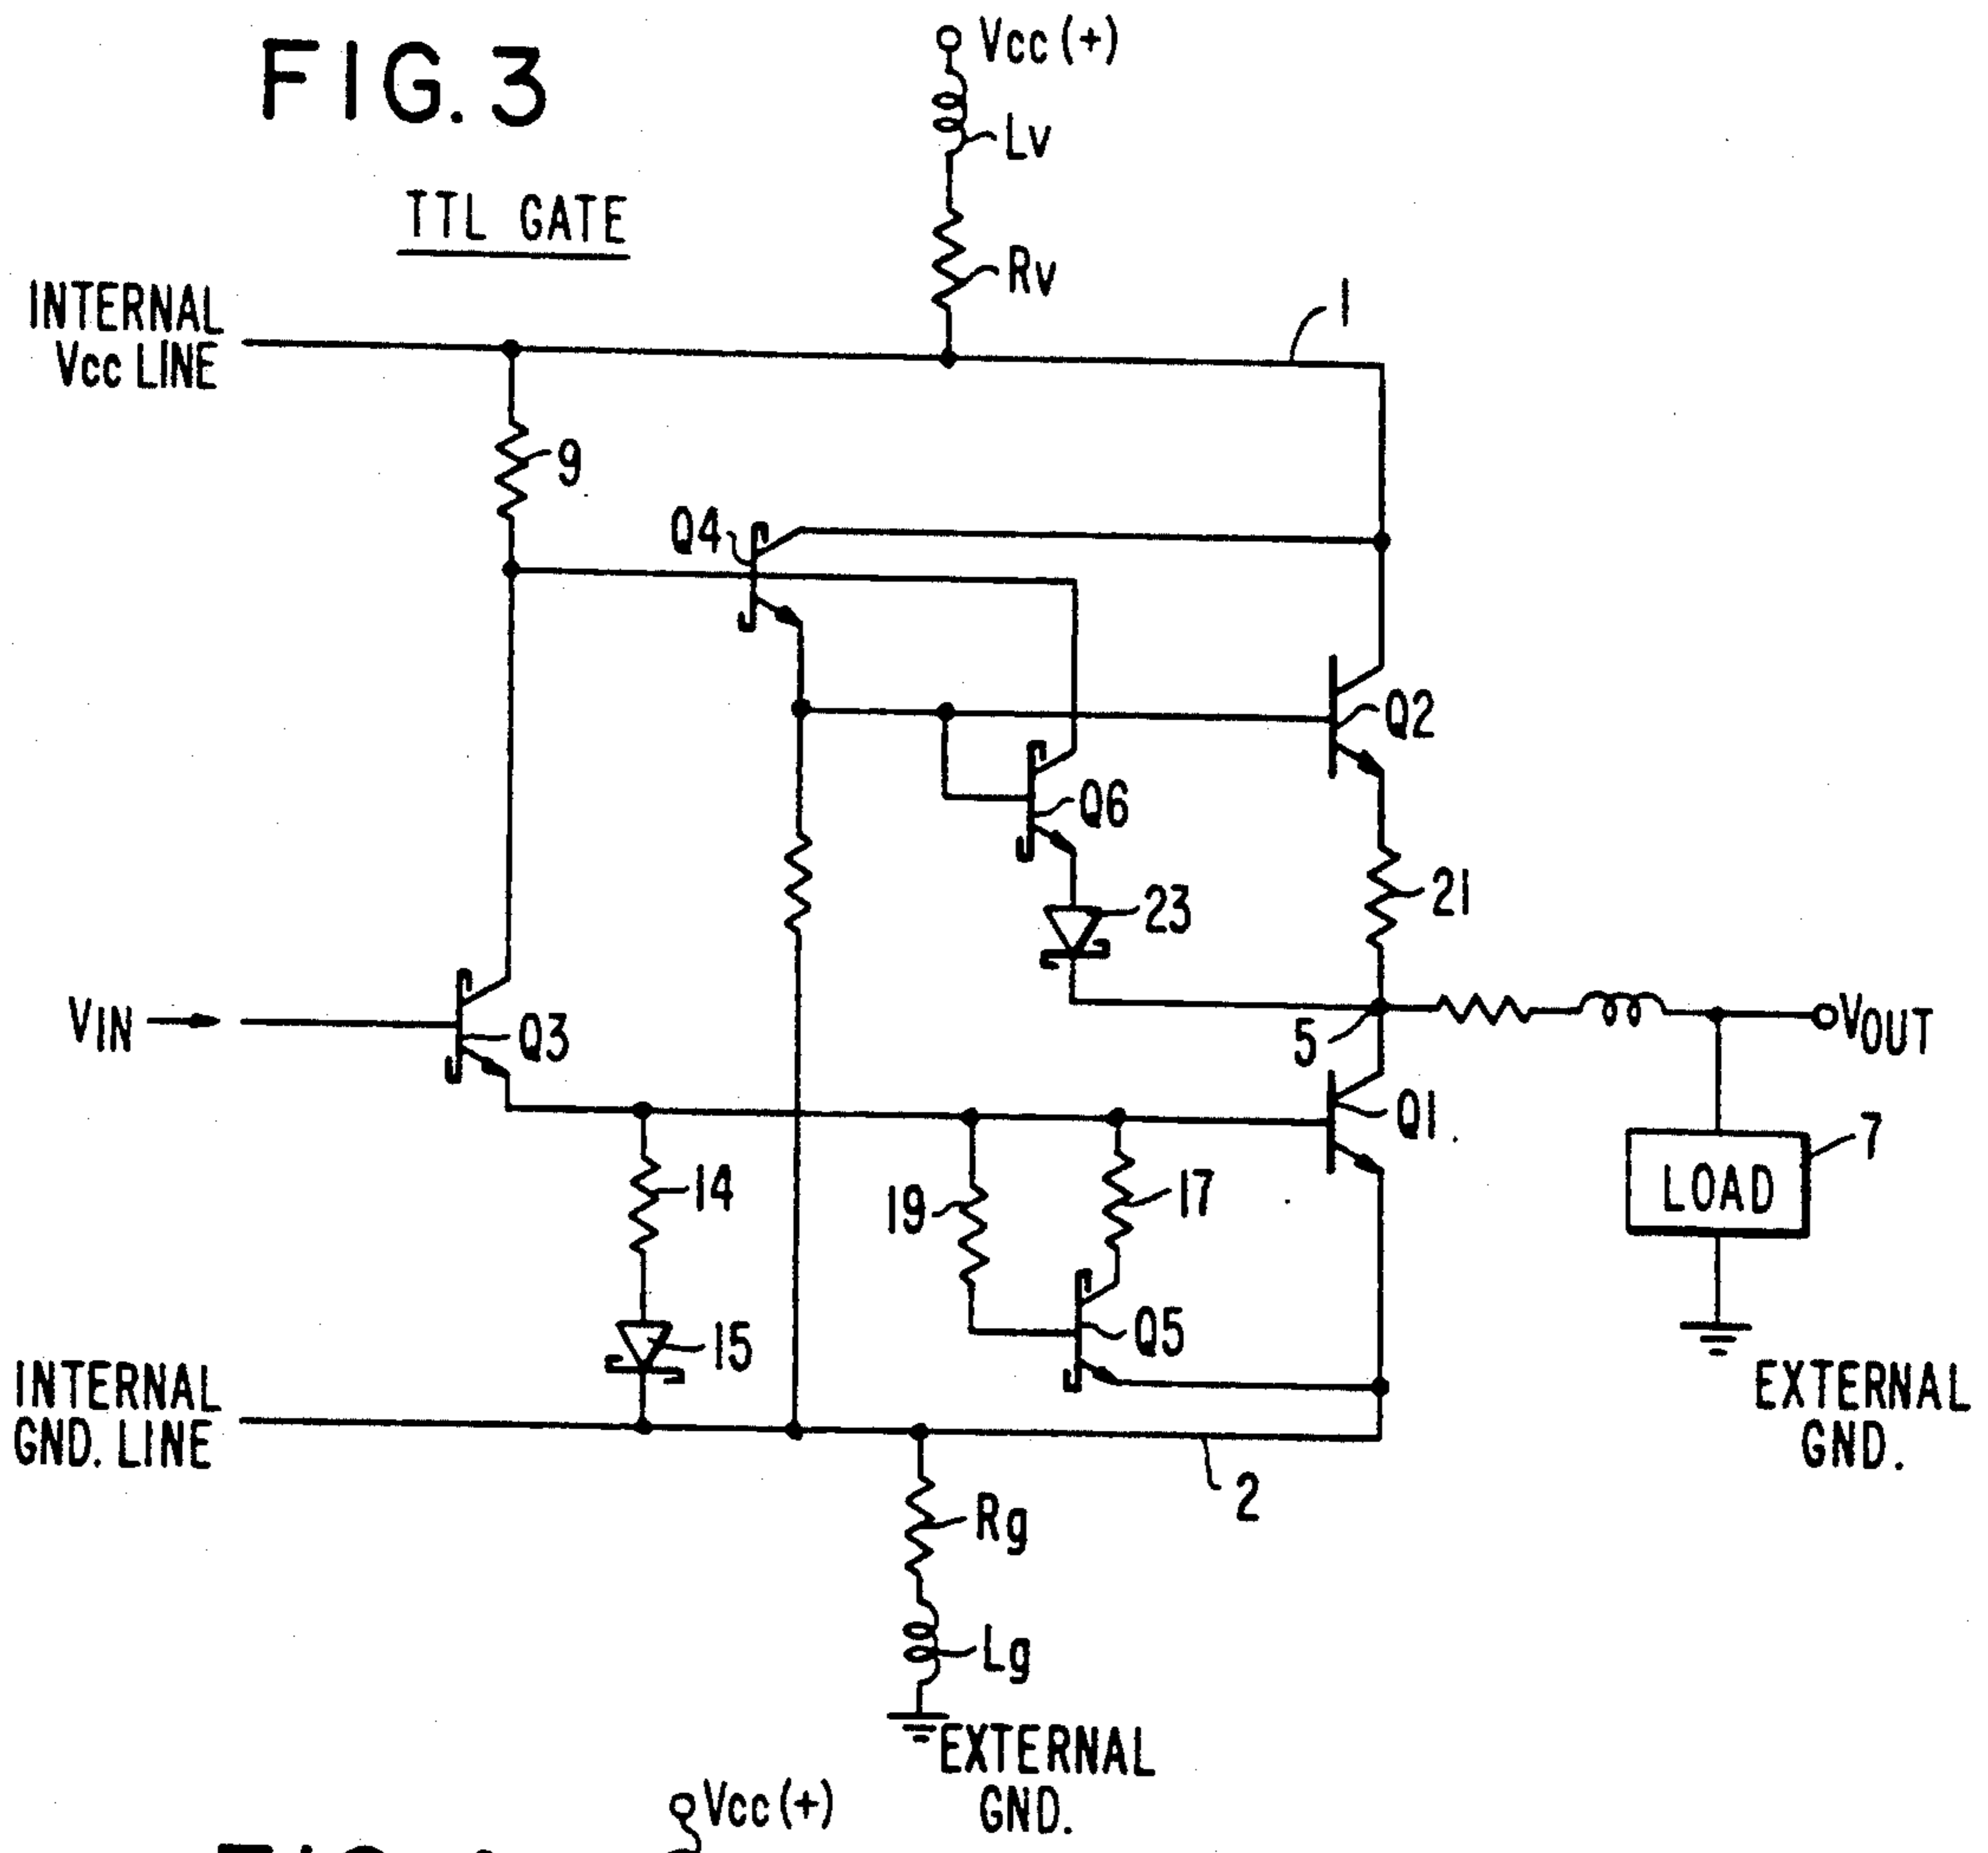 FIG. 3
Vcc (+)
Lv
TTL GATE
Rv
INTERNAL
Vcc LINE
1
9
Q4
Q2
Q6
23
21
VIN
Q3
5
VOUT
Q1
7
LOAD
14
19
17
15
Q5
INTERNAL
GND. LINE
EXTERNAL
GND.
2
Rg
Lg
EXTERNAL
GND.
Vcc (+)